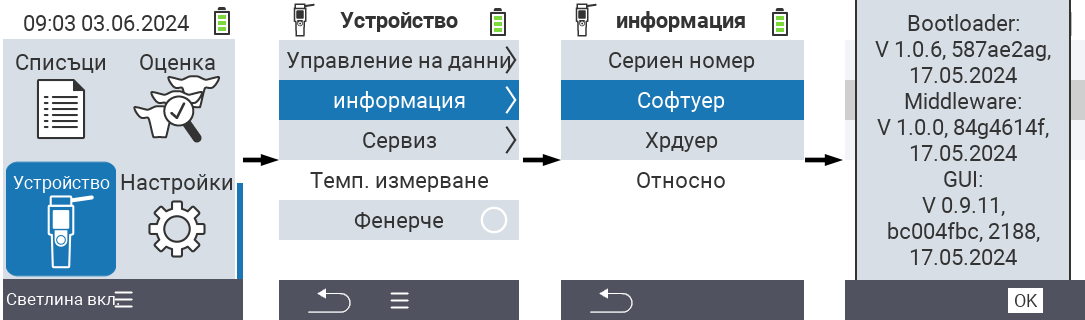 09:03 03.06.2024
Списъци
Оценка
Устройство
Настройки
Светлина вкл.
Устройство
Управление на данни
информация
Сервиз
Темп. измерване
Фенерче
информация
Сериен номер
Софтуер
Хрдуер
Относно
Bootloader:
V 1.0.6, 587ae2ag,
17.05.2024
Middleware:
V 1.0.0, 84g4614f,
17.05.2024
GUI:
V 0.9.11,
bc004fbc, 2188,
17.05.2024
OK